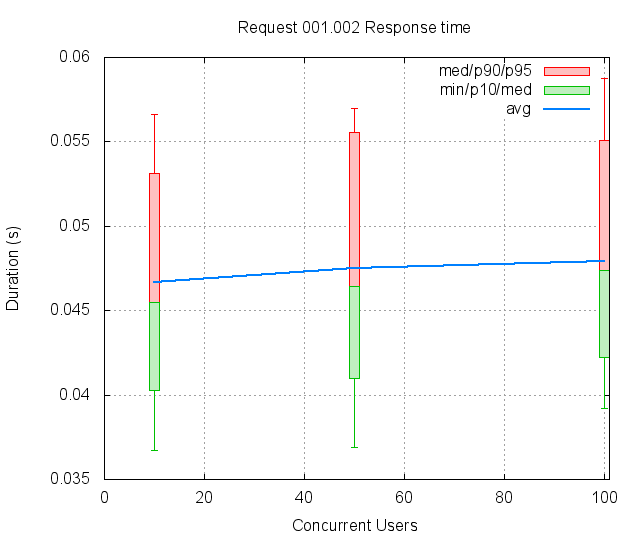 Request 001.002 Response time
med/p90/p95
min/p10/med
avg
0.06
0.055
0.05
0.045
0.04
0.035
Duration (s)
0 20 40 60 80 100
Concurrent Users